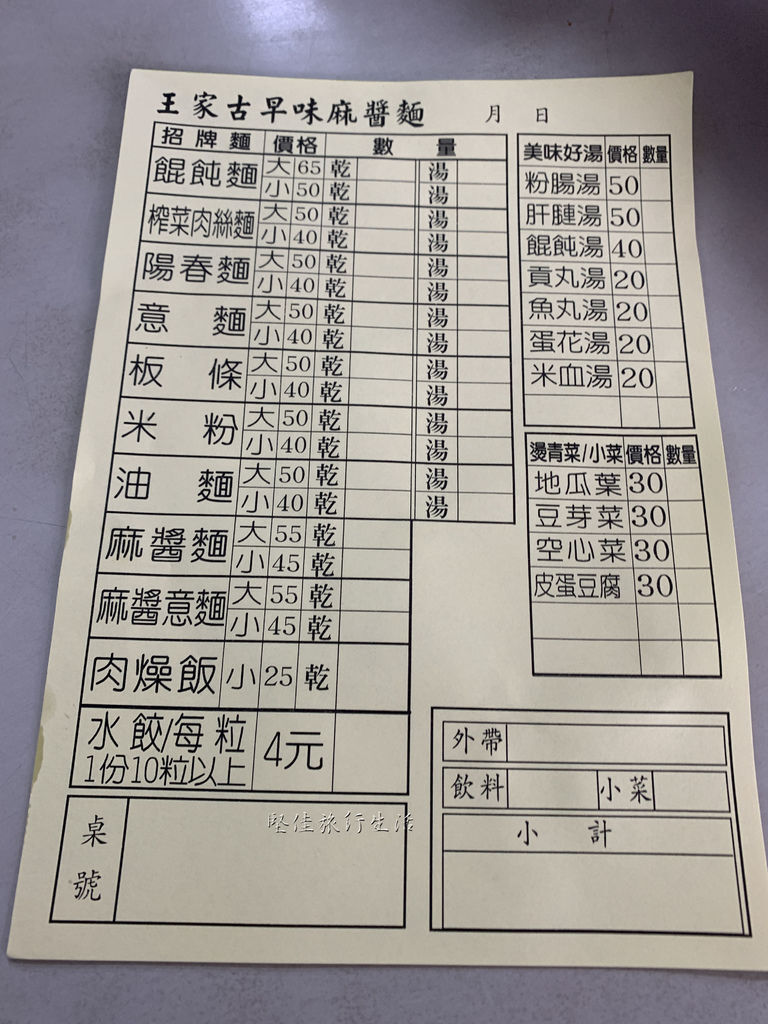 王家古早味麻醬麵 月 日
招牌麵 價格 數量
餛飩麵 大 65 乾 湯
小 50 乾 湯
榨菜肉絲麵 大 50 乾 湯
小 40 乾 湯
陽春麵 大 50 乾 湯
小 40 乾 湯
意麵 大 50 乾 湯
小 40 乾 湯
板條 大 50 乾 湯
小 40 乾 湯
米粉 大 50 乾 湯
小 40 乾 湯
油麵 大 50 乾 湯
小 40 乾 湯
麻醬麵 大 55 乾
小 45 乾
麻醬意麵 大 55 乾
小 45 乾
肉燥飯 小 25 乾
水餃/每粒 4元
1份10粒以上
桌號
美味好湯 價格 數量
粉腸湯 50
肝腱湯 50
餛飩湯 40
貢丸湯 20
魚丸湯 20
蛋花湯 20
米血湯 20
燙青菜/小菜 價格 數量
地瓜葉 30
豆芽菜 30
空心菜 30
皮蛋豆腐 30
外帶
飲料 小菜
小計
堅佳旅行生活